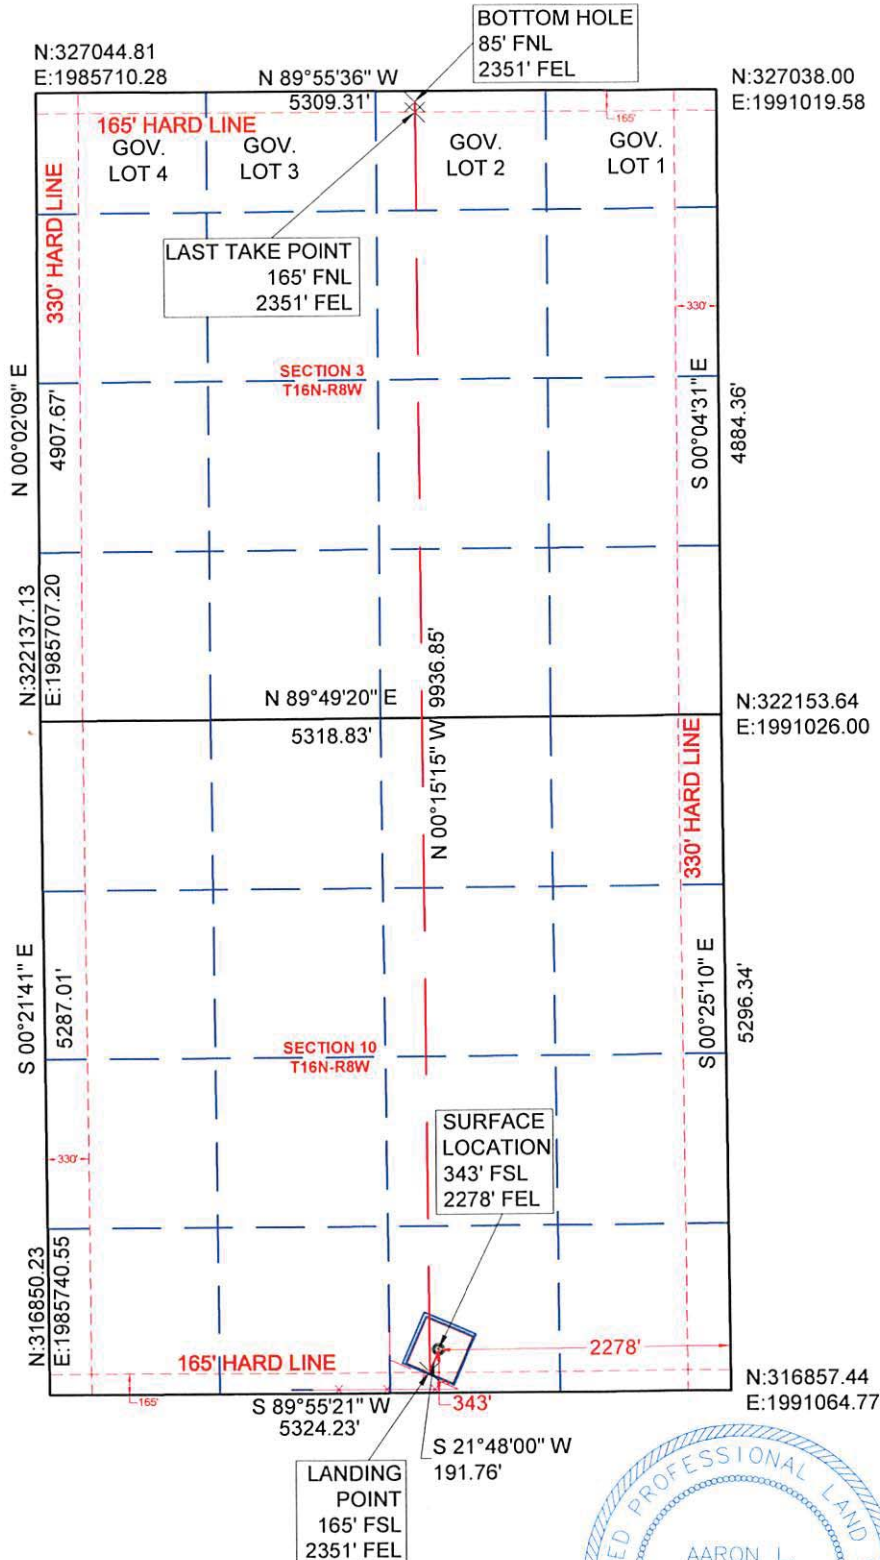 BOTTOM HOLE
85' FNL
2351' FEL
N:327044.81
E:1985710.28
N 89°55'36" W
5309.31'
N:327038.00
E:1991019.58
165' HARD LINE
165'
GOV.
LOT 4
GOV.
LOT 3
GOV.
LOT 2
GOV.
LOT 1
330' HARD LINE
LAST TAKE POINT
165' FNL
2351' FEL
330'
SECTION 3
T16N-R8W
N 00°02'09" E
4907.67'
S 00°04'31" E
4884.36'
N:322137.13
E:1985707.20
N 89°49'20" E
5318.83'
N 00°15'15" W 9936.85'
N:322153.64
E:1991026.00
330' HARD LINE
S 00°21'41" E
5287.01'
S 00°25'10" E
5296.34'
SECTION 10
T16N-R8W
SURFACE
LOCATION
343' FSL
2278' FEL
330'
N:316850.23
E:1985740.55
2278'
165' HARD LINE
165'
S 89°55'21" W
5324.23'
343'
N:316857.44
E:1991064.77
S 21°48'00" W
191.76'
LANDING
POINT
165' FSL
2351' FEL
ED PROFESSIONAL LAND
AARON L.